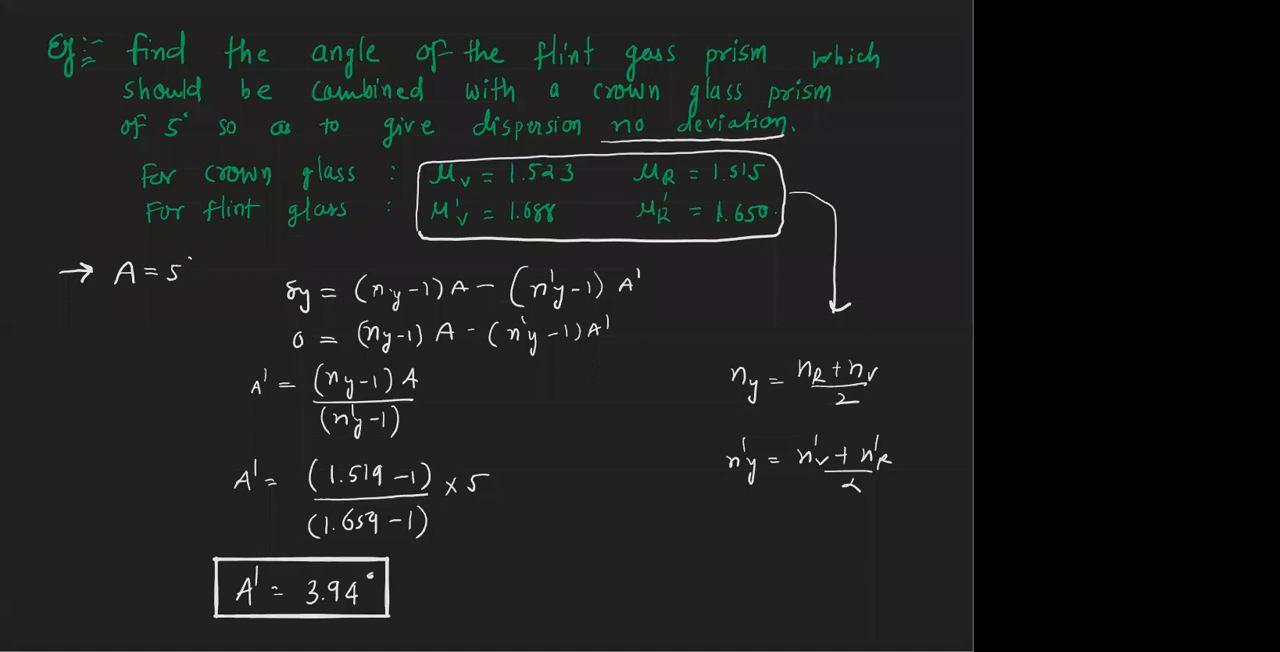 Eg:- find the angle of the flint gass prism which
should be combined with a crown glass prism
of 5° so as to give dispersion no deviation.
For crown glass : μv = 1.523 μR = 1.515
For flint glass : μ'v = 1.688 μ'R = 1.650
→ A = 5°
δy = (ny-1)A - (n'y-1) A'
0 = (ny-1) A - (n'y-1)A'
A' = (ny-1) A / (n'y-1)
ny = nR + nv / 2
n'y = n'v + n'R / 2
A' = (1.519 - 1) / (1.659 - 1) × 5
A' = 3.94°